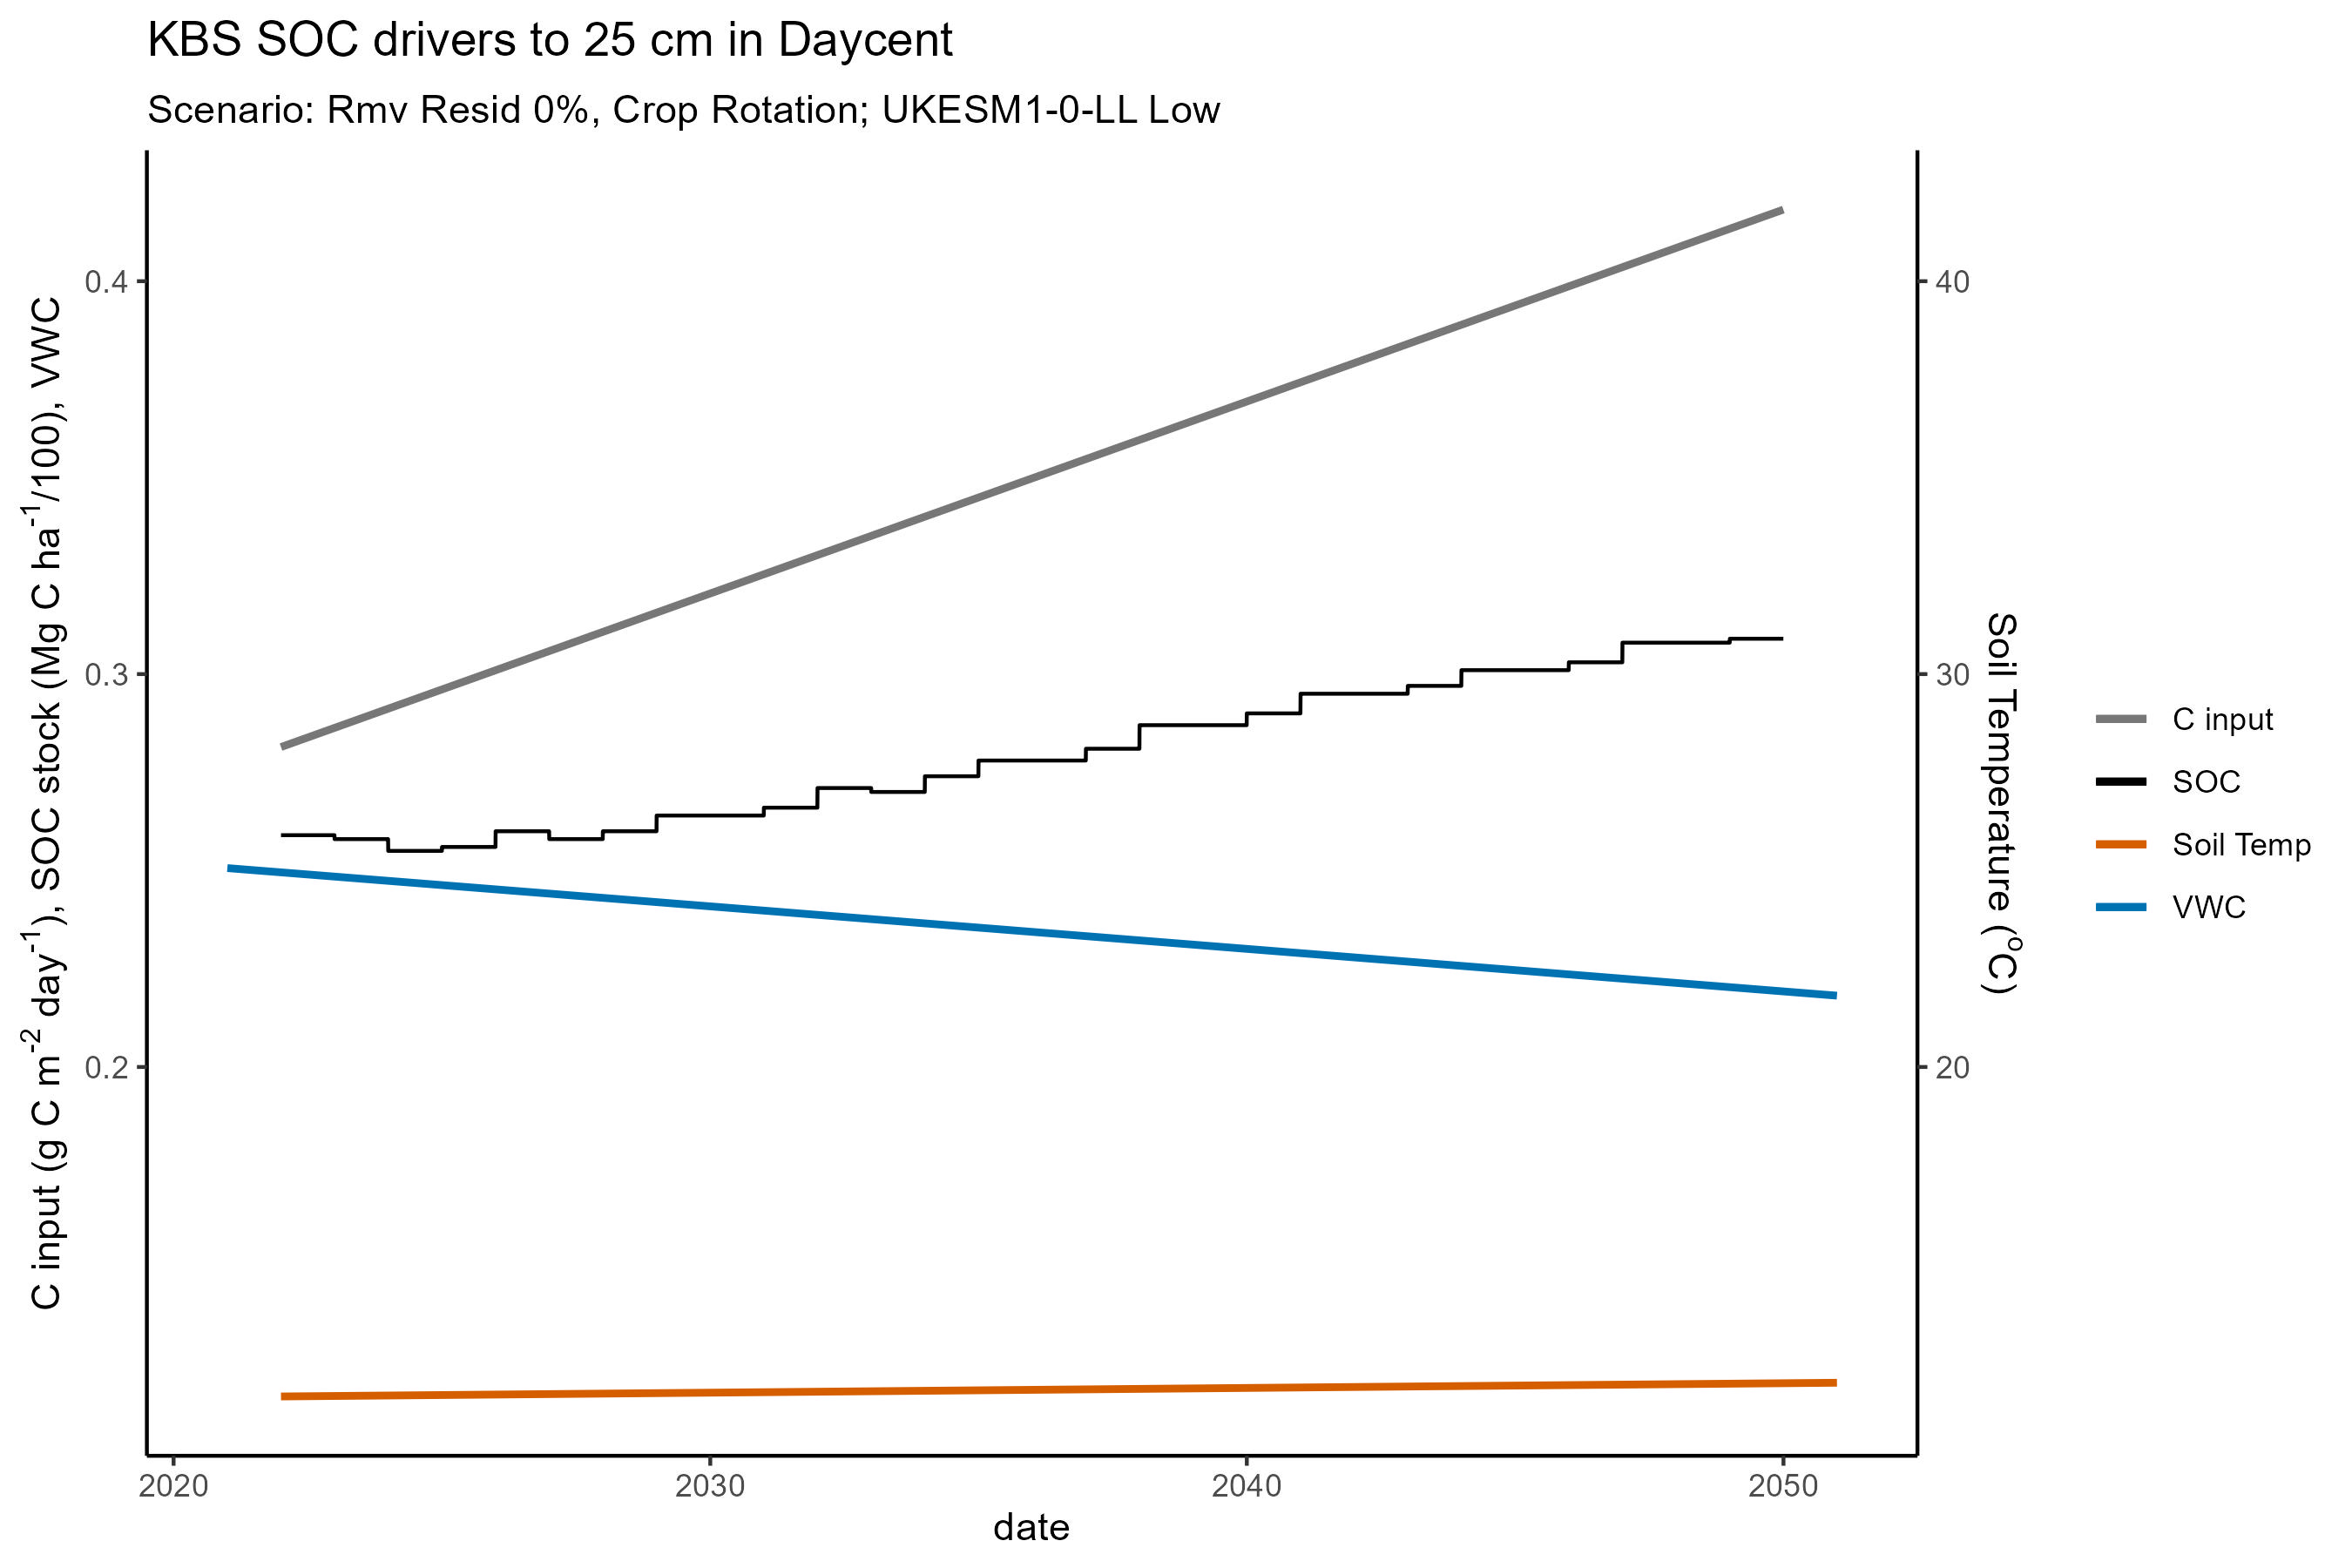 KBS SOC drivers to 25 cm in Daycent
Scenario: Rmv Resid 0%, Crop Rotation; UKESM1-0-LL Low
C input (g C m⁻² day⁻¹), SOC stock (Mg C ha⁻¹/100), VWC
0.4
0.3
0.2
40
30
20
Soil Temperature (ºC)
C input
SOC
Soil Temp
VWC
2020
2030
2040
2050
date